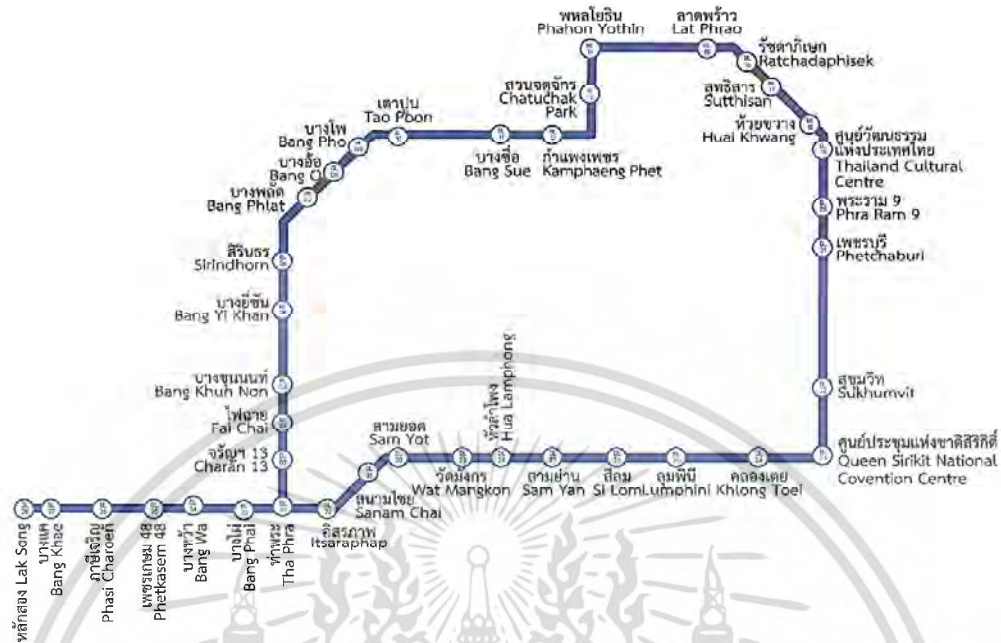 พหลโยธิน
Phahon Yothin
ลาดพร้าว
Lat Phrao
รัชดาภิเษก
Ratchadaphisek
สวนจตุจักร
Chatuchak
Park
สุทธิสาร
Sutthisan
เตาปูน
Tao Poon
ห้วยขวาง
Huai Khwang
บางโพ
Bang Pho
บางซื่อ
Bang Sue
กำแพงเพชร
Kamphaeng Phet
ศูนย์วัฒนธรรม
แห่งประเทศไทย
Thailand Cultural
Centre
บางอ้อ
Bang O
บางพลัด
Bang Phlat
พระราม 9
Phra Ram 9
เพชรบุรี
Phetchaburi
สิรินธร
Sirindhorn
บางยี่ขัน
Bang Yi Khan
บางขุนนนท์
Bang Khun Non
ไฟฉาย
Fai Chai
จรัญฯ 13
Charan 13
สามยอด
Sam Yot
หัวลำโพง
Hua Lamphong
สุขุมวิท
Sukhumvit
ศูนย์ประชุมแห่งชาติสิริกิติ์
Queen Sirikit National
Covention Centre
วัดมังกร
Wat Mangkon
สามย่าน
Sam Yan
สีลม
Si Lom
ลุมพินี
Lumphini
คลองเตย
Khlong Toei
สนามไชย
Sanam Chai
อิสรภาพ
Itsaraphap
หลักสอง Lak Song
บางแค
Bang Khae
ภาษีเจริญ
Phasi Charoen
เพชรเกษม 48
Phetkasem 48
บางหว้า
Bang Wa
บางไผ่
Bang Phai
ท่าพระ
Tha Phra